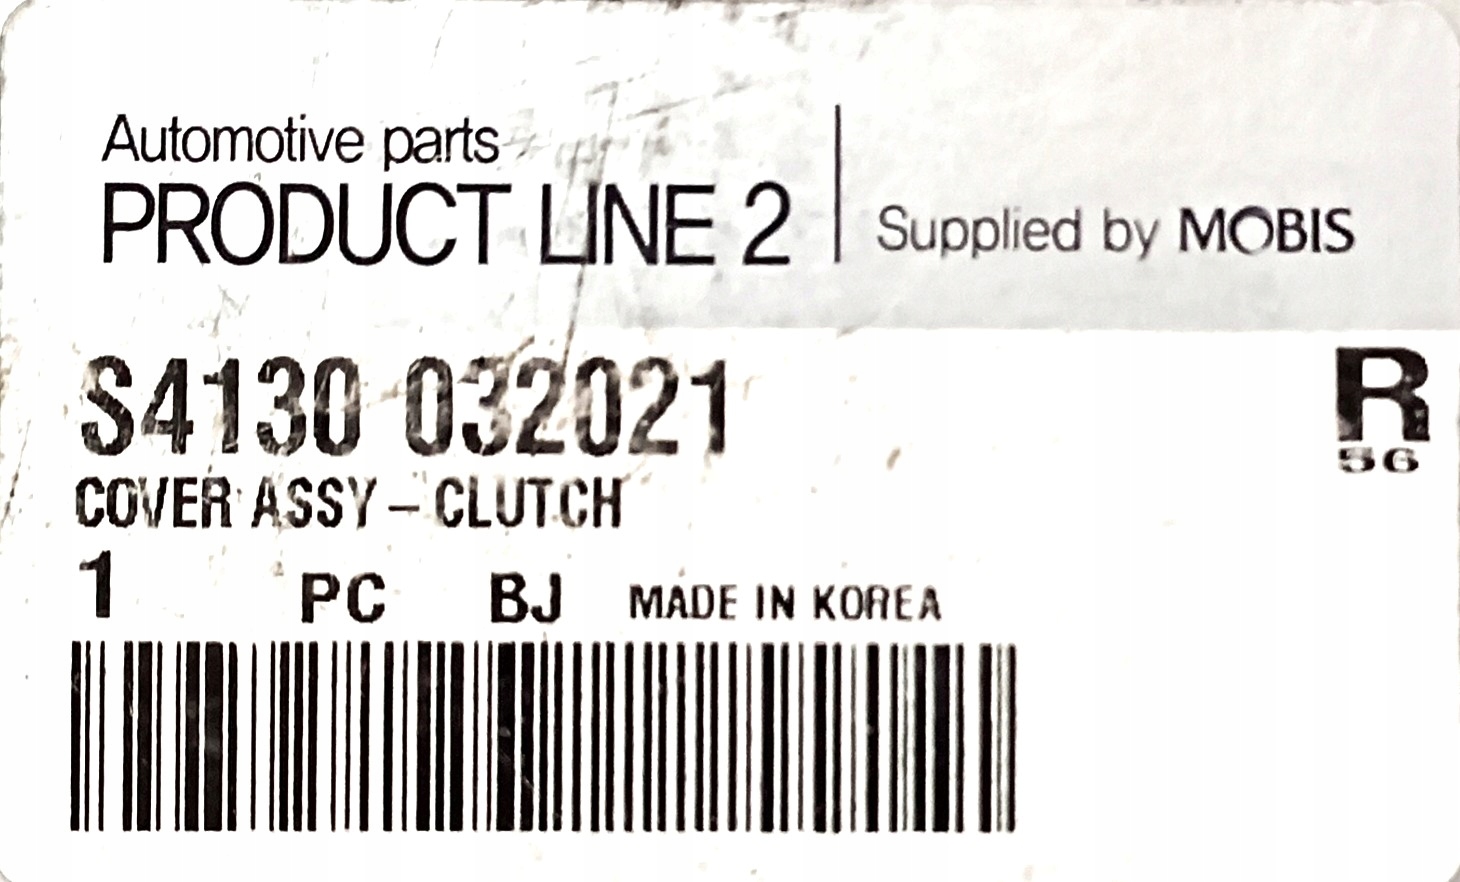 Automotive parts
PRODUCT LINE 2
Supplied by MOBIS
S4130 032021
R
56
COVER ASSY – CLUTCH
1 PC BJ MADE IN KOREA